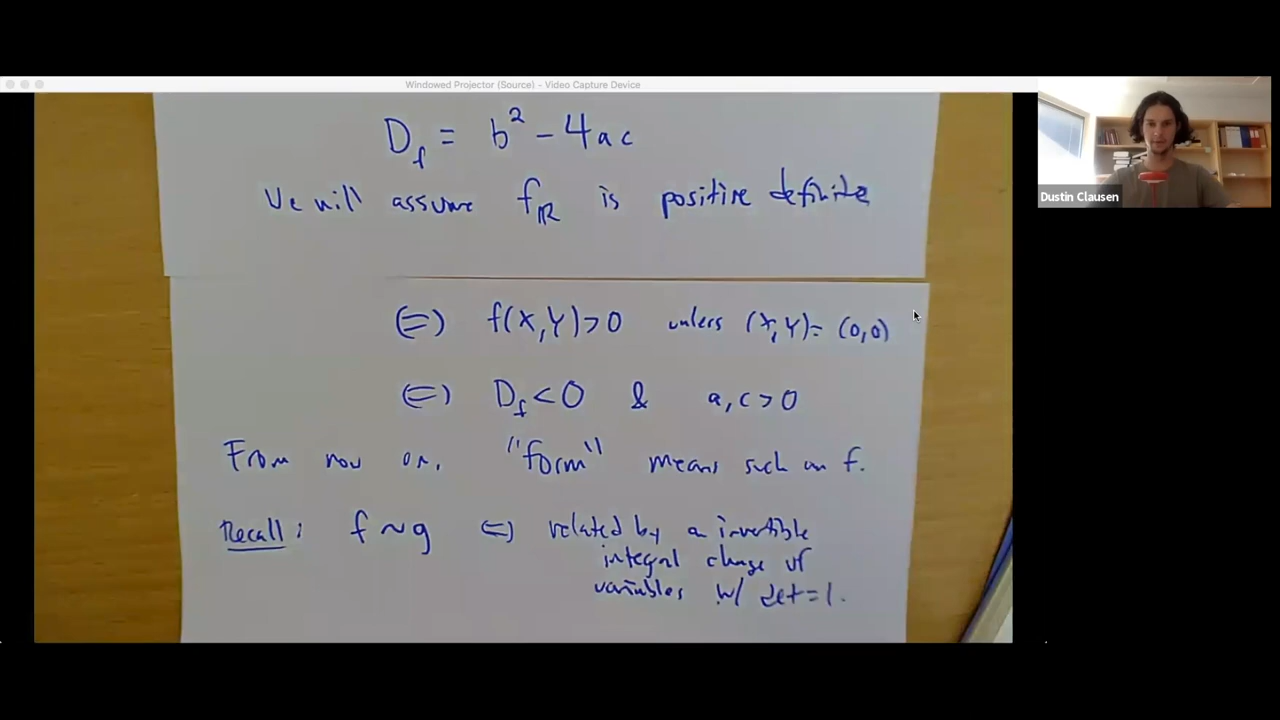 Windowed Projector (Source) - Video Capture Device
D_f = b² - 4ac
We will assume f_ℝ is positive definite
⇔ f(X,Y)>0 unless (X,Y)=(0,0)
⇔ D_f<0 & a,c>0
From now on, "form" means such an f.
Recall: f~g ⇔ related by a invertible
integral change of
variables w/ det=1.
Dustin Clausen